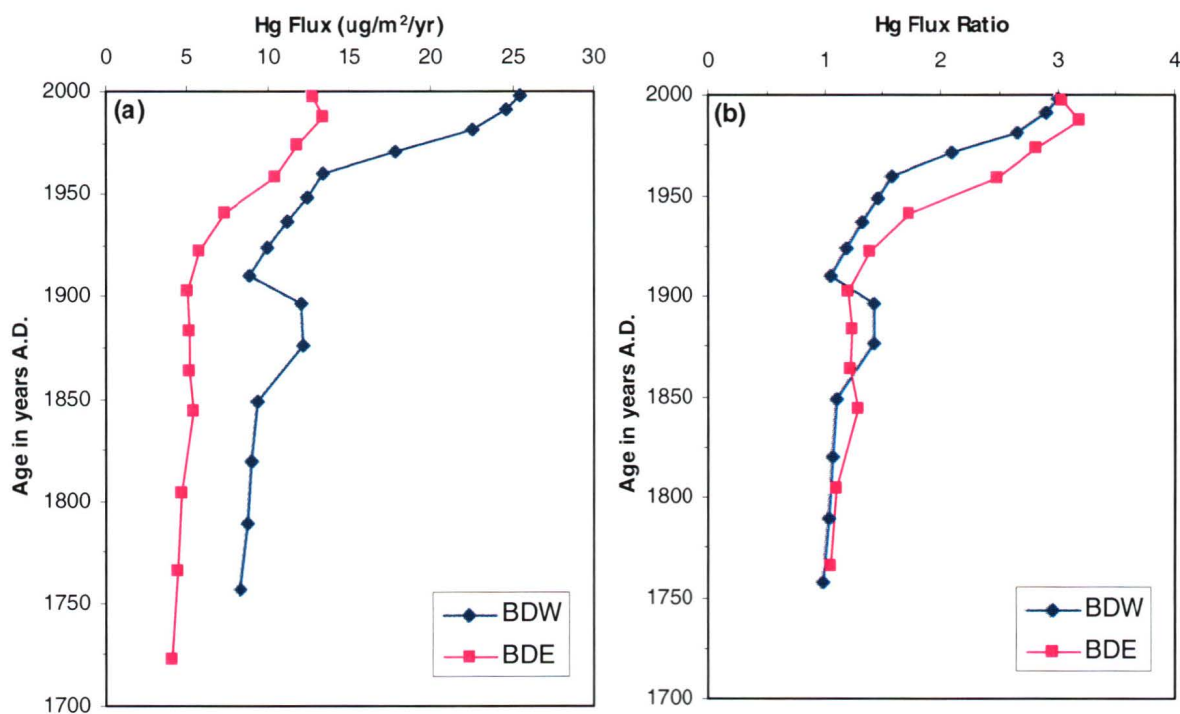 Hg Flux (ug/m²/yr)
0 5 10 15 20 25 30
(a)
Age in years A.D.
2000
1950
1900
1850
1800
1750
1700
BDW
BDE
Hg Flux Ratio
0 1 2 3 4
(b)
Age in years A.D.
2000
1950
1900
1850
1800
1750
1700
BDW
BDE